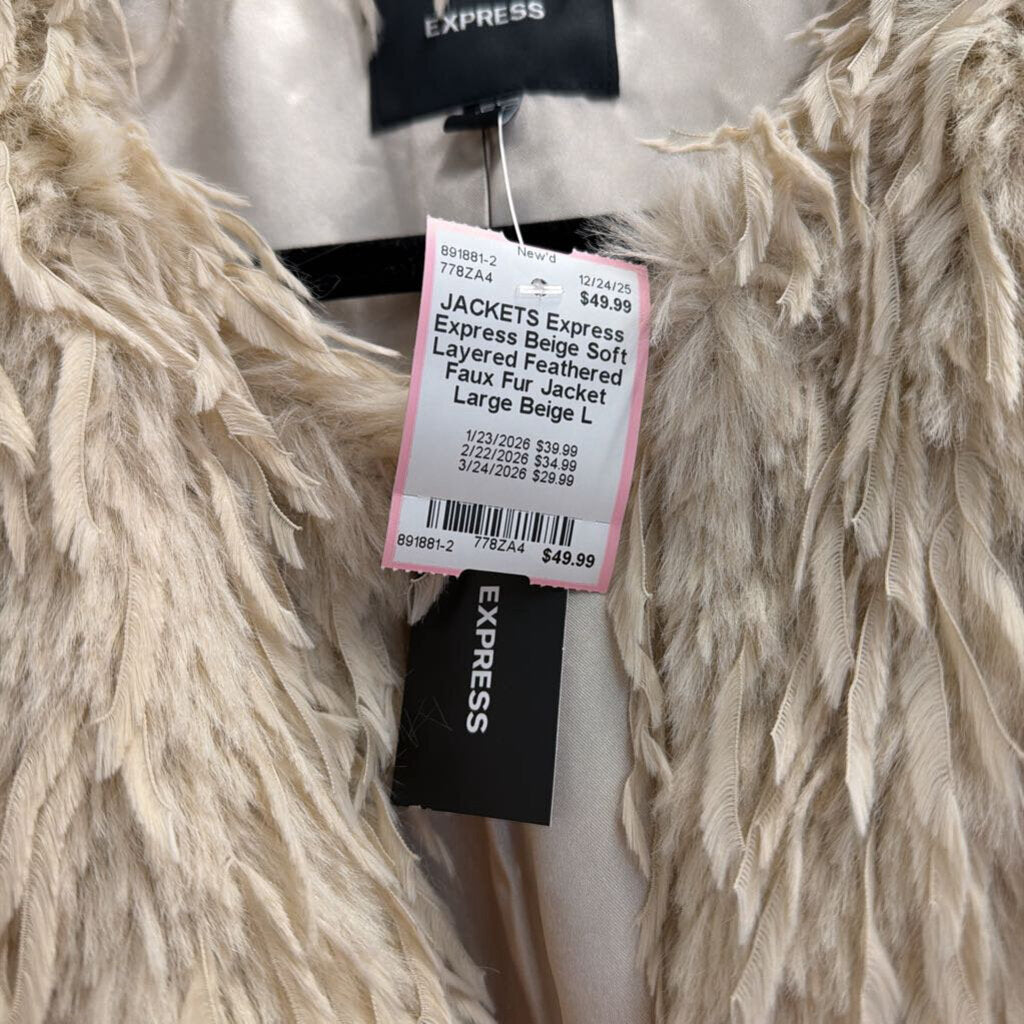 EXPRESS
New'd
891881-2
12/24/25
778ZA4
$49.99
JACKETS Express
Express Beige Soft
Layered Feathered
Faux Fur Jacket
Large Beige L
1/23/2026 $39.99
2/22/2026 $34.99
3/24/2026 $29.99
891881-2 778ZA4 $49.99
EXPRESS